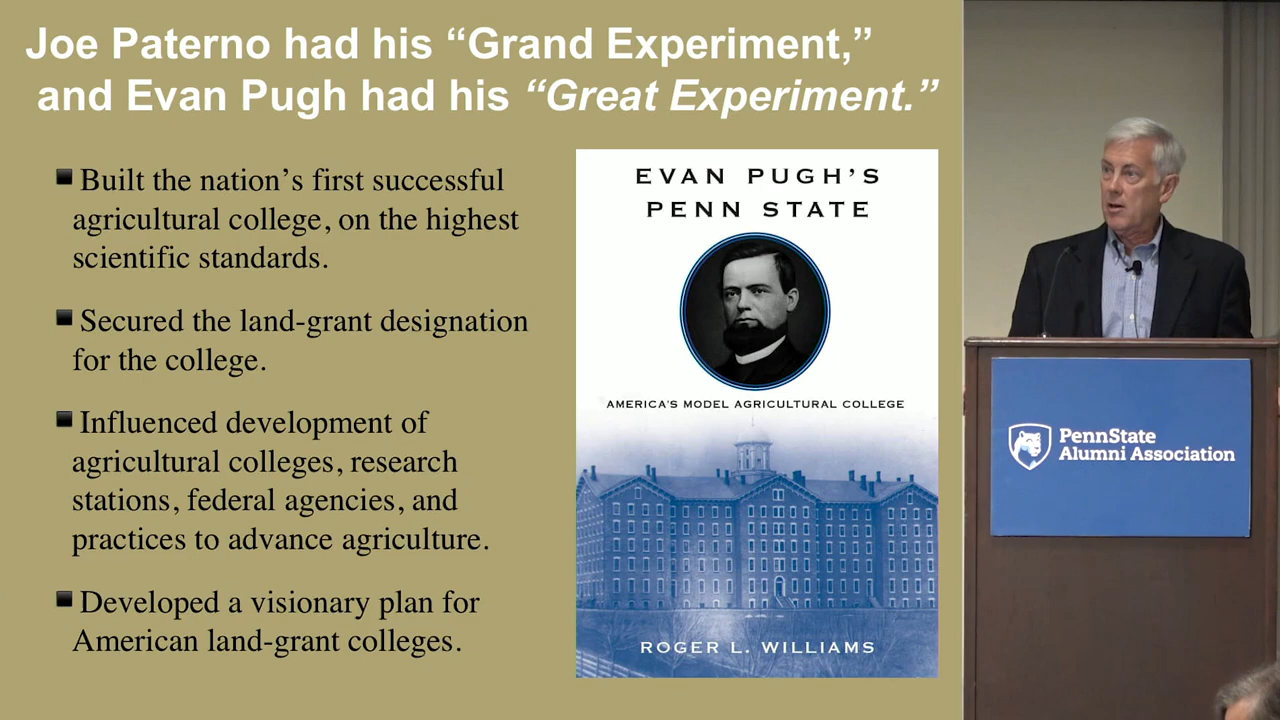 Joe Paterno had his “Grand Experiment,”
and Evan Pugh had his “Great Experiment.”
Built the nation’s first successful
agricultural college, on the highest
scientific standards.
Secured the land-grant designation
for the college.
Influenced development of
agricultural colleges, research
stations, federal agencies, and
practices to advance agriculture.
Developed a visionary plan for
American land-grant colleges.
EVAN PUGH’S
PENN STATE
AMERICA’S MODEL AGRICULTURAL COLLEGE
ROGER L. WILLIAMS
PennState
Alumni Association